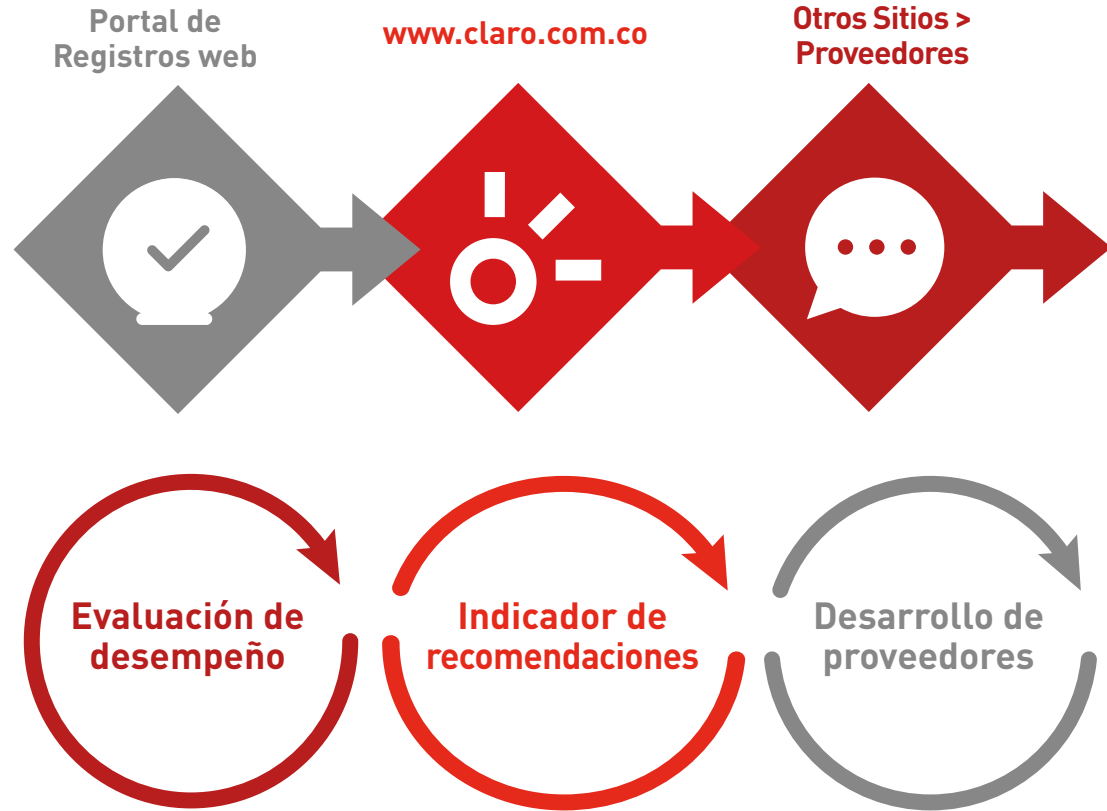 Portal de
Registros web
www.claro.com.co
Otros Sitios >
Proveedores
Evaluación de
desempeño
Indicador de
recomendaciones
Desarrollo de
proveedores